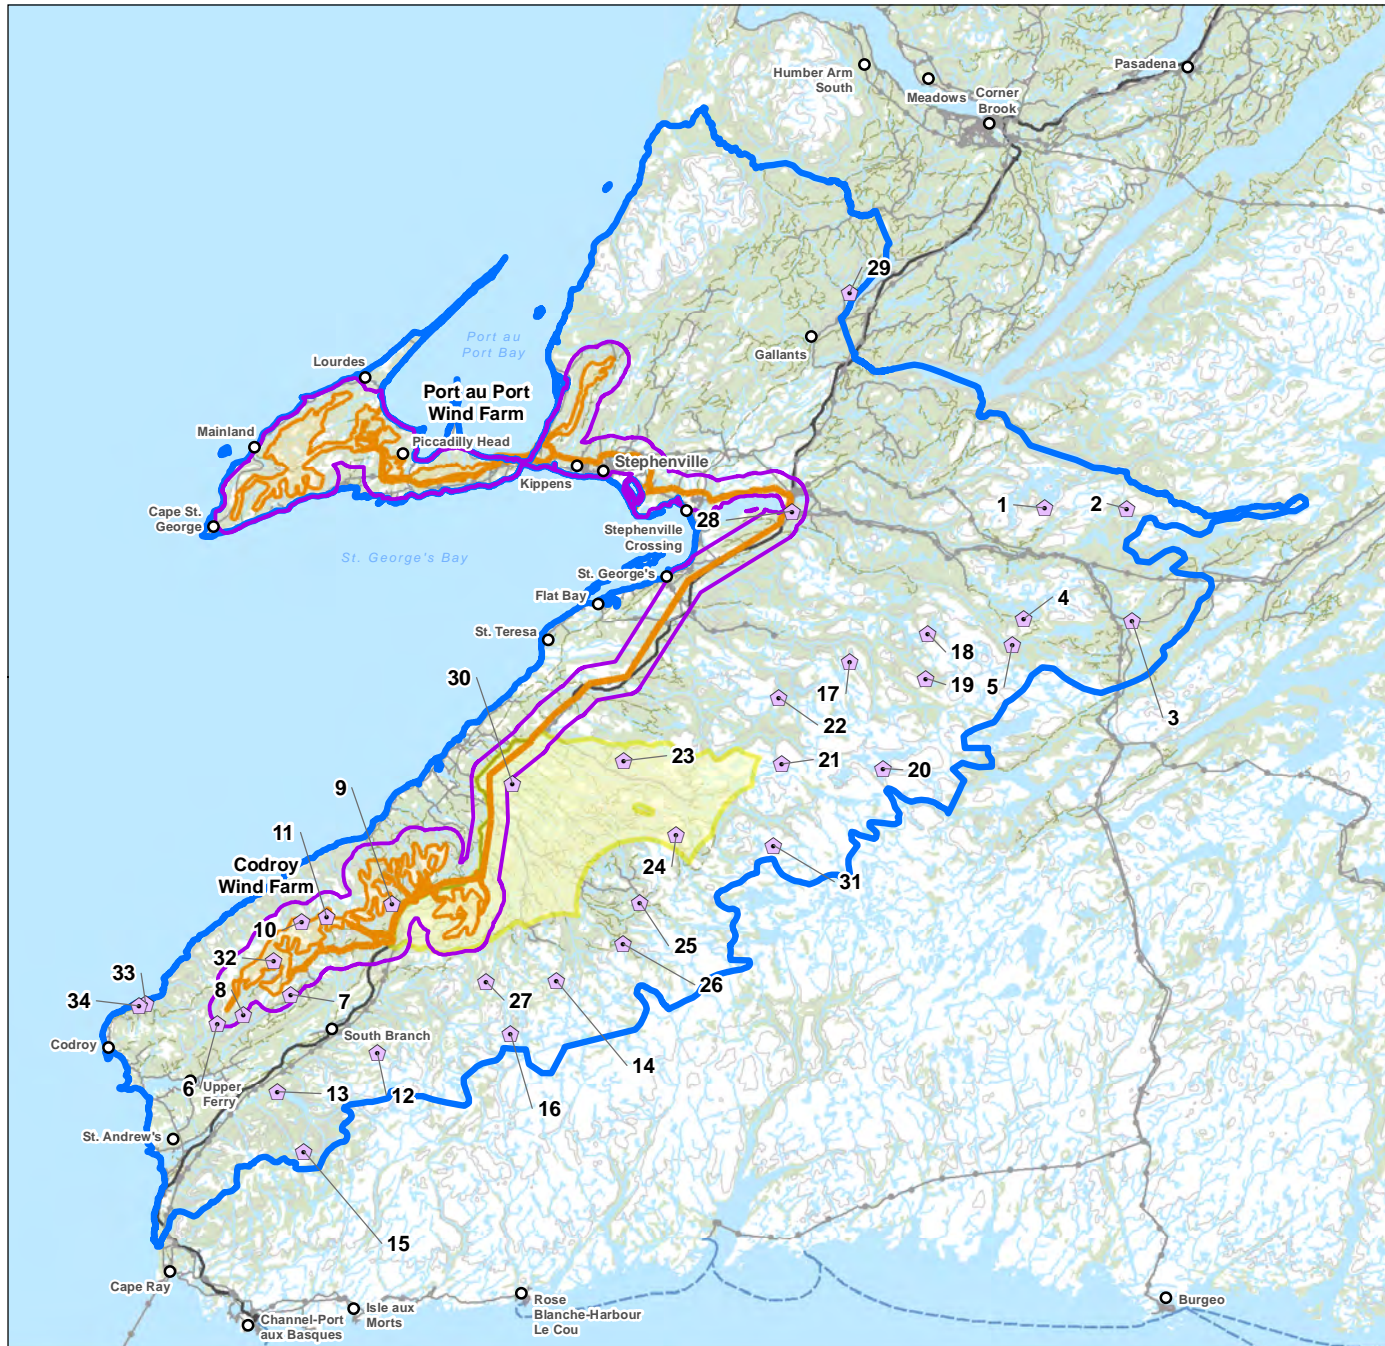 Humber Arm
South
Meadows
Corner
Brook
Pasadena
29
Gallants
Port au
Port Bay
Lourdes
Port au Port
Wind Farm
Mainland
Piccadilly Head
Stephenville
Kippens
Cape St.
George
28
Stephenville
Crossing
1
2
St. George's Bay
St. George's
Flat Bay
St. Teresa
4
18
17
19
5
3
30
22
23
21
20
9
11
Codroy
Wind Farm
24
31
10
25
32
26
33
34
8
7
27
South Branch
14
Codroy
6
Upper
Ferry
13
12
16
St. Andrew's
15
Cape Ray
Channel-Port
aux Basques
Isle aux
Morts
Rose
Blanche-Harbour
Le Cou
Burgeo